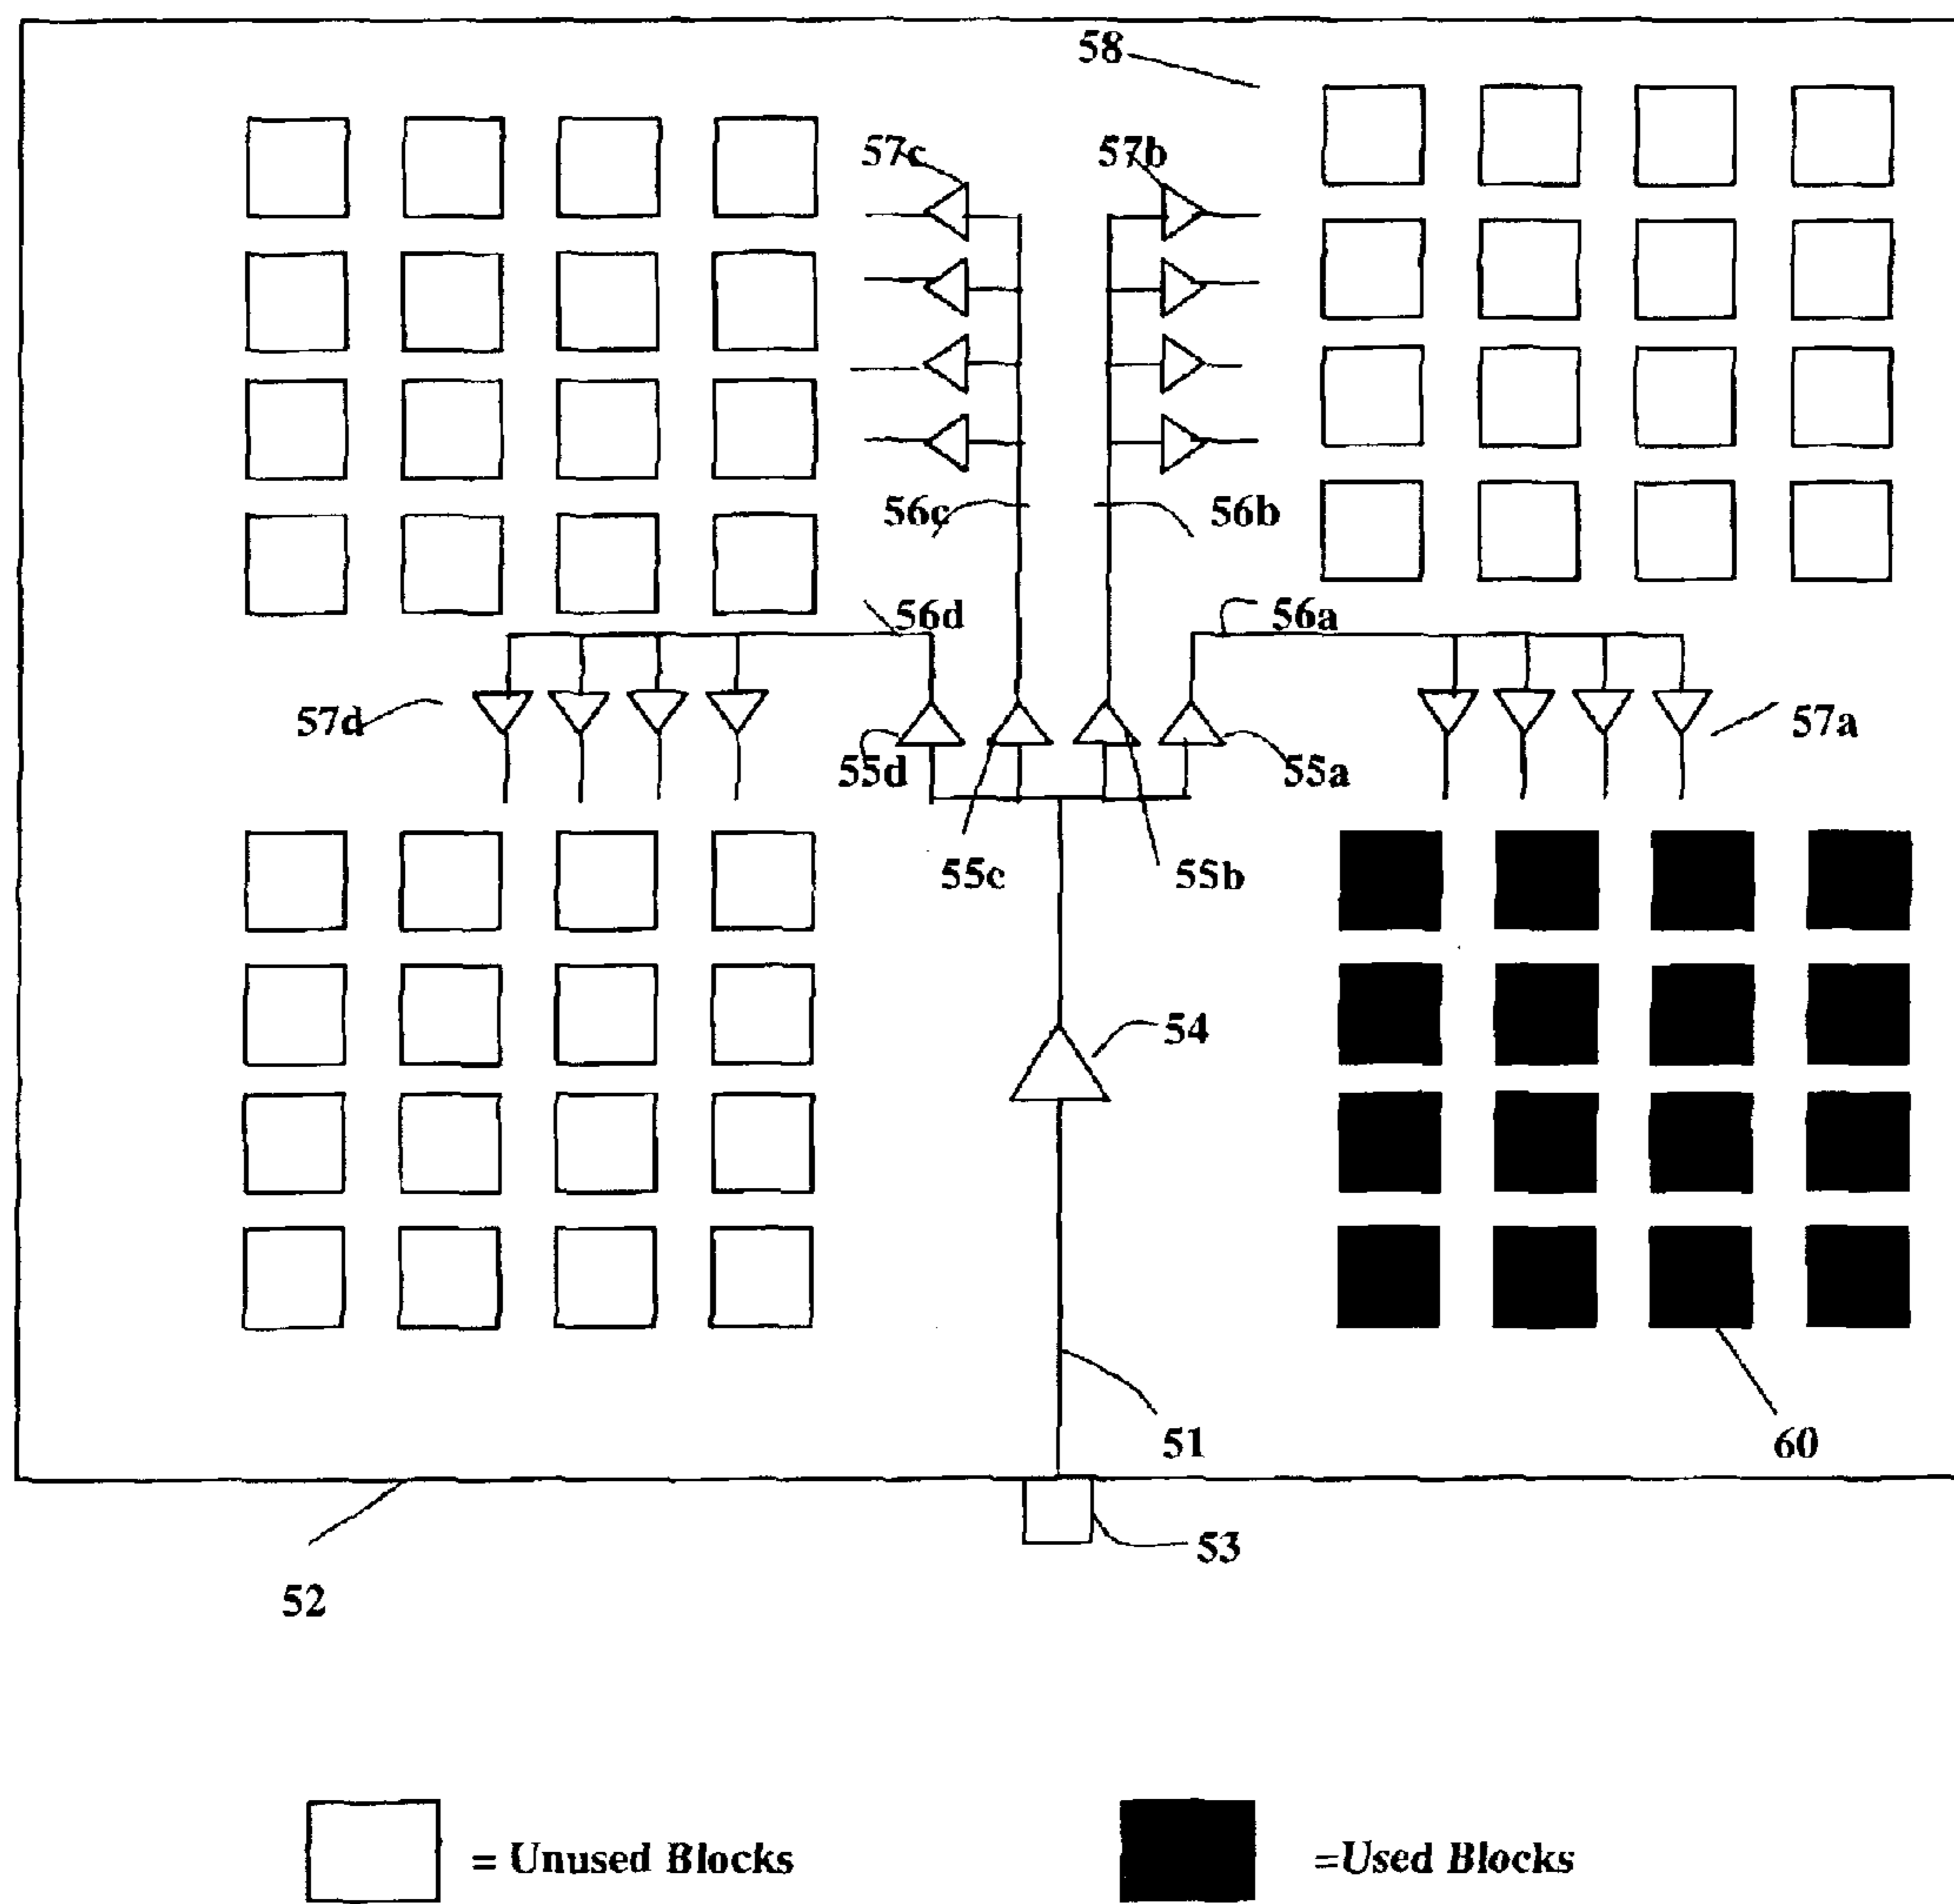 58
57c
57b
56c
56b
56d
56a
57d
57a
55d
55a
55c
55b
54
51
60
53
52
= Unused Blocks
=Used Blocks